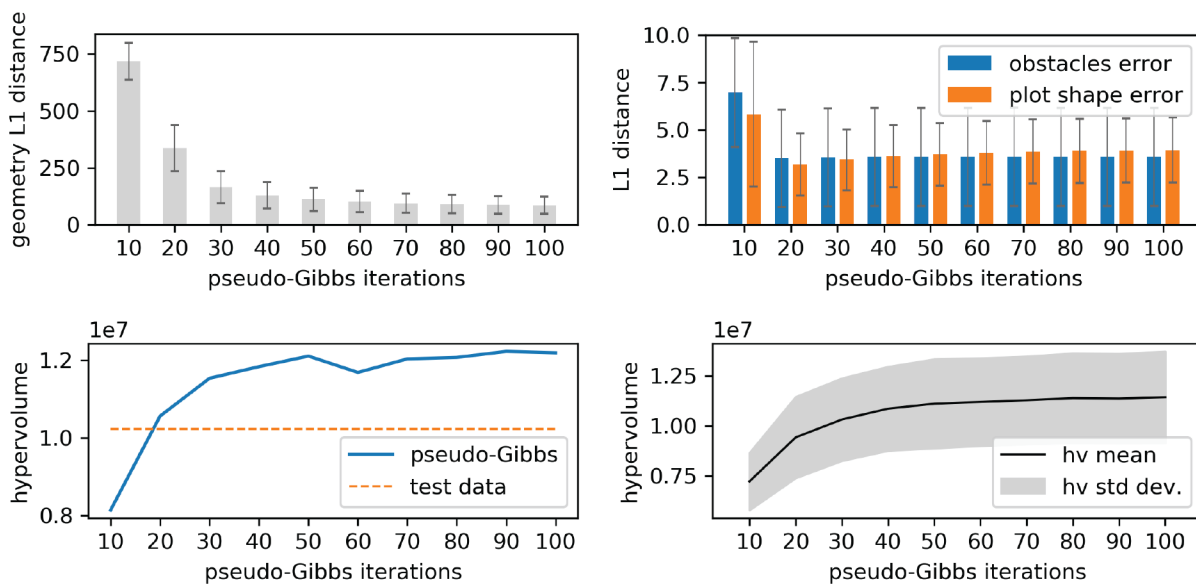 geometry L1 distance
750
500
250
0
10 20 30 40 50 60 70 80 90 100
pseudo-Gibbs iterations
L1 distance
10.0
7.5
5.0
2.5
0.0
obstacles error
plot shape error
10 20 30 40 50 60 70 80 90 100
pseudo-Gibbs iterations
1e7
hypervolume
1.2
1.0
0.8
pseudo-Gibbs
test data
10 20 30 40 50 60 70 80 90 100
pseudo-Gibbs iterations
1e7
hypervolume
1.25
1.00
0.75
hv mean
hv std dev.
10 20 30 40 50 60 70 80 90 100
pseudo-Gibbs iterations